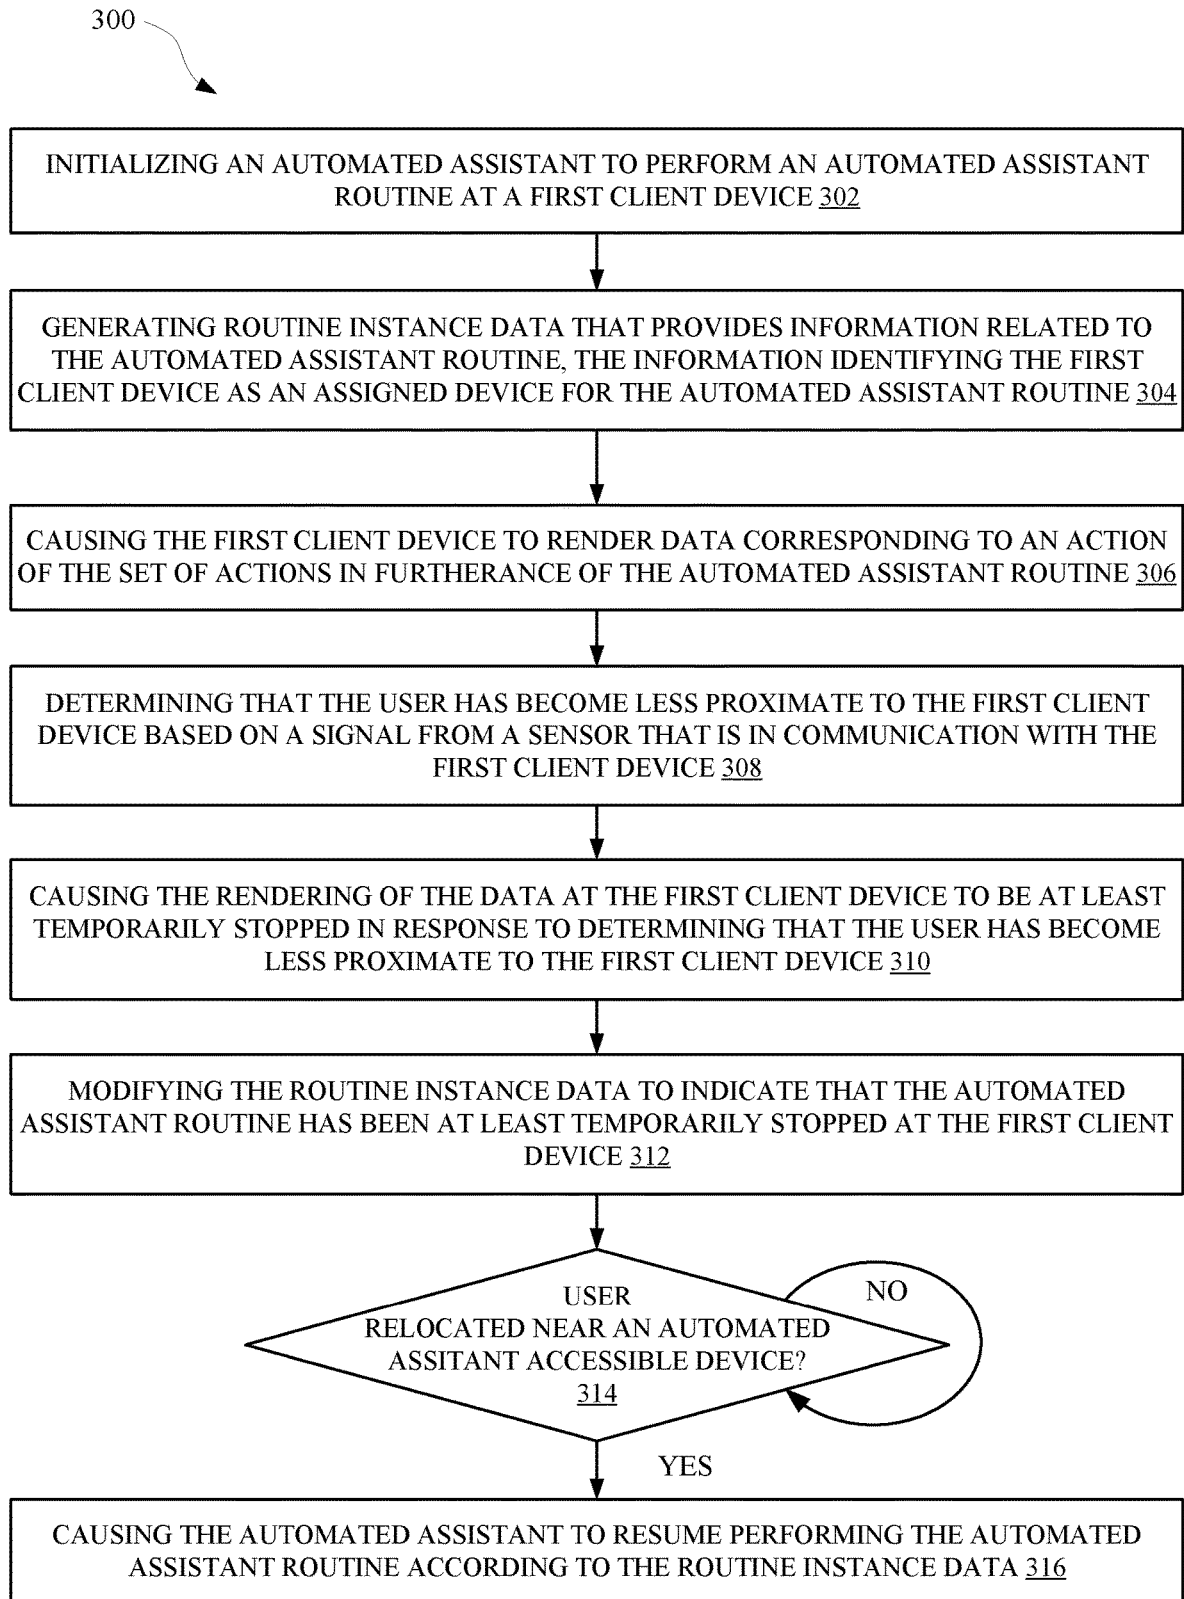 300
INITIALIZING AN AUTOMATED ASSISTANT TO PERFORM AN AUTOMATED ASSISTANT
ROUTINE AT A FIRST CLIENT DEVICE 302
GENERATING ROUTINE INSTANCE DATA THAT PROVIDES INFORMATION RELATED TO
THE AUTOMATED ASSISTANT ROUTINE, THE INFORMATION IDENTIFYING THE FIRST
CLIENT DEVICE AS AN ASSIGNED DEVICE FOR THE AUTOMATED ASSISTANT ROUTINE 304
CAUSING THE FIRST CLIENT DEVICE TO RENDER DATA CORRESPONDING TO AN ACTION
OF THE SET OF ACTIONS IN FURTHERANCE OF THE AUTOMATED ASSISTANT ROUTINE 306
DETERMINING THAT THE USER HAS BECOME LESS PROXIMATE TO THE FIRST CLIENT
DEVICE BASED ON A SIGNAL FROM A SENSOR THAT IS IN COMMUNICATION WITH THE
FIRST CLIENT DEVICE 308
CAUSING THE RENDERING OF THE DATA AT THE FIRST CLIENT DEVICE TO BE AT LEAST
TEMPORARILY STOPPED IN RESPONSE TO DETERMINING THAT THE USER HAS BECOME
LESS PROXIMATE TO THE FIRST CLIENT DEVICE 310
MODIFYING THE ROUTINE INSTANCE DATA TO INDICATE THAT THE AUTOMATED
ASSISTANT ROUTINE HAS BEEN AT LEAST TEMPORARILY STOPPED AT THE FIRST CLIENT
DEVICE 312
USER
RELOCATED NEAR AN AUTOMATED
ASSITANT ACCESSIBLE DEVICE?
314
NO
YES
CAUSING THE AUTOMATED ASSISTANT TO RESUME PERFORMING THE AUTOMATED
ASSISTANT ROUTINE ACCORDING TO THE ROUTINE INSTANCE DATA 316